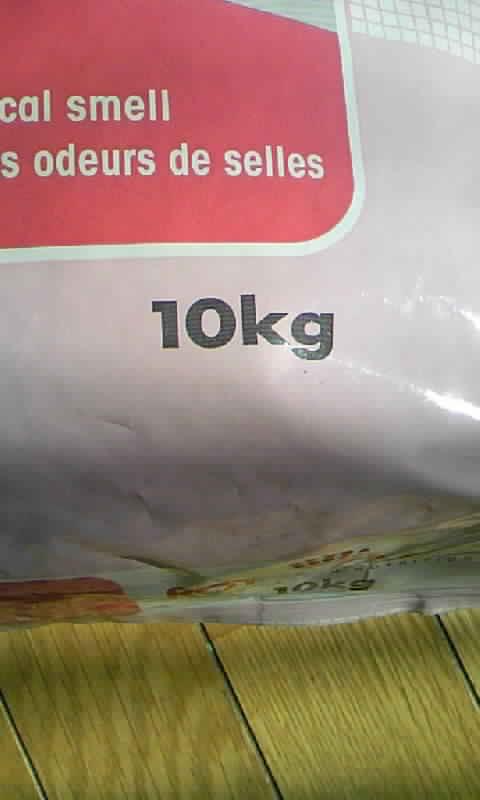 cal smell
s odeurs de selles
10kg
10kg